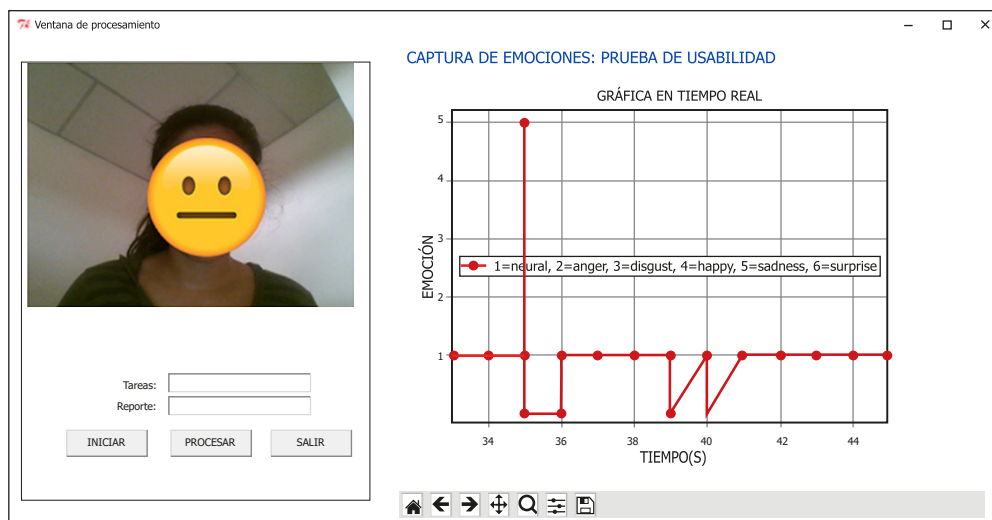 Ventana de procesamiento
CAPTURA DE EMOCIONES: PRUEBA DE USABILIDAD
GRÁFICA EN TIEMPO REAL
5
4
3
2
1
EMOCIÓN
1=neural, 2=anger, 3=disgust, 4=happy, 5=sadness, 6=surprise
34 36 38 40 42 44
TIEMPO(S)
Tareas:
Reporte:
INICIAR PROCESAR SALIR